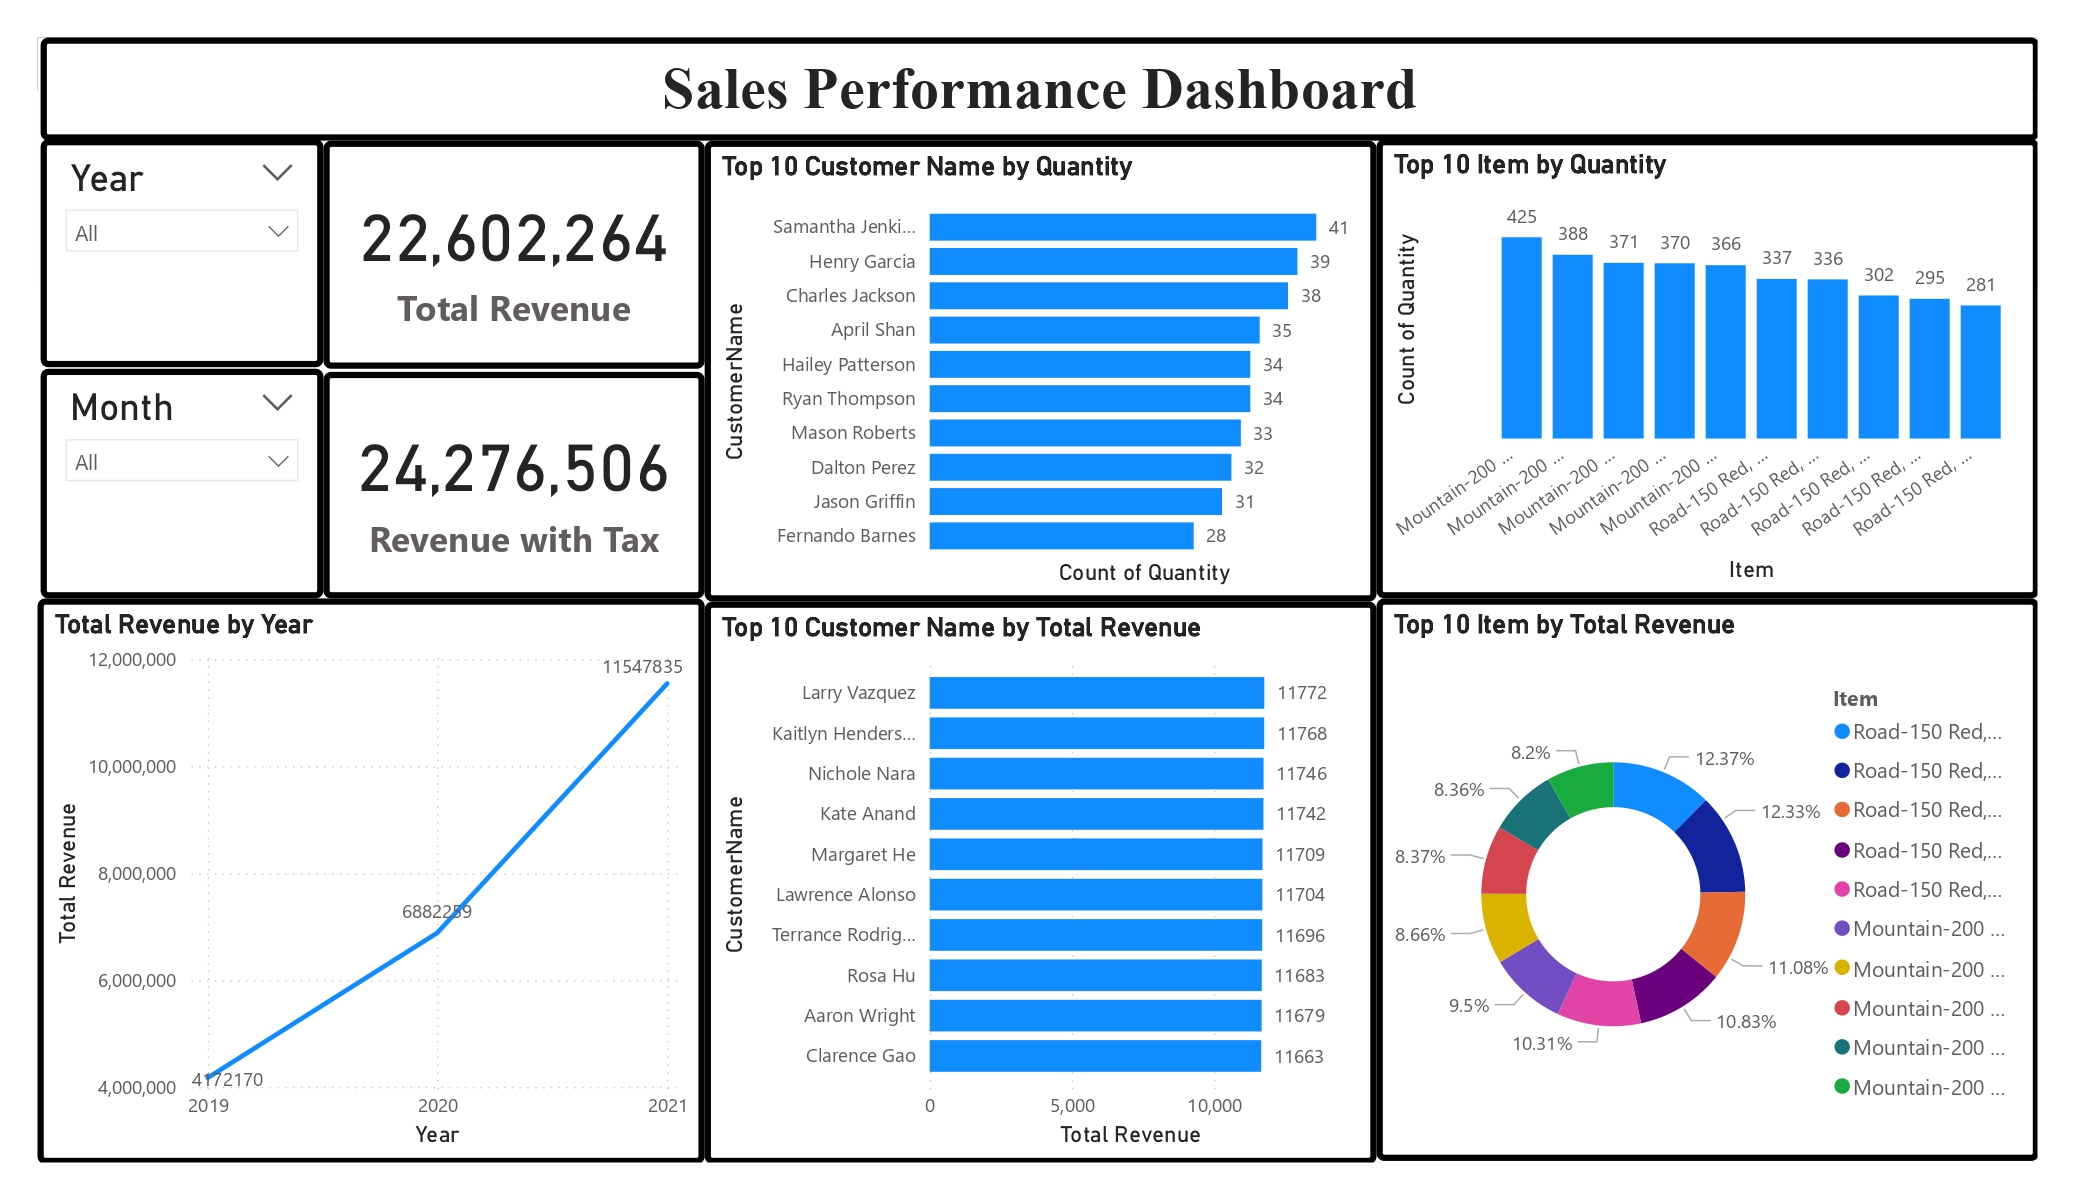 Sales Performance Dashboard
Year
All
Month
All
22,602,264
Total Revenue
24,276,506
Revenue with Tax
Top 10 Customer Name by Quantity
CustomerName
Samantha Jenki... 41
Henry Garcia 39
Charles Jackson 38
April Shan 35
Hailey Patterson 34
Ryan Thompson 34
Mason Roberts 33
Dalton Perez 32
Jason Griffin 31
Fernando Barnes 28
Count of Quantity
Top 10 Item by Quantity
Count of Quantity
425 388 371 370 366 337 336 302 295 281
Mountain-200 ...
Mountain-200 ...
Mountain-200 ...
Mountain-200 ...
Mountain-200 ...
Road-150 Red, ...
Road-150 Red, ...
Road-150 Red, ...
Road-150 Red, ...
Road-150 Red, ...
Item
Total Revenue by Year
Total Revenue
12,000,000
10,000,000
8,000,000
6,000,000
4,000,000
11547835
6882259
4172170
2019 2020 2021
Year
Top 10 Customer Name by Total Revenue
CustomerName
Larry Vazquez 11772
Kaitlyn Henders... 11768
Nichole Nara 11746
Kate Anand 11742
Margaret He 11709
Lawrence Alonso 11704
Terrance Rodrig... 11696
Rosa Hu 11683
Aaron Wright 11679
Clarence Gao 11663
0 5,000 10,000
Total Revenue
Top 10 Item by Total Revenue
12.37%
12.33%
11.08%
10.83%
10.31%
9.5%
8.66%
8.37%
8.36%
8.2%
Item
Road-150 Red,...
Road-150 Red,...
Road-150 Red,...
Road-150 Red,...
Road-150 Red,...
Mountain-200 ...
Mountain-200 ...
Mountain-200 ...
Mountain-200 ...
Mountain-200 ...